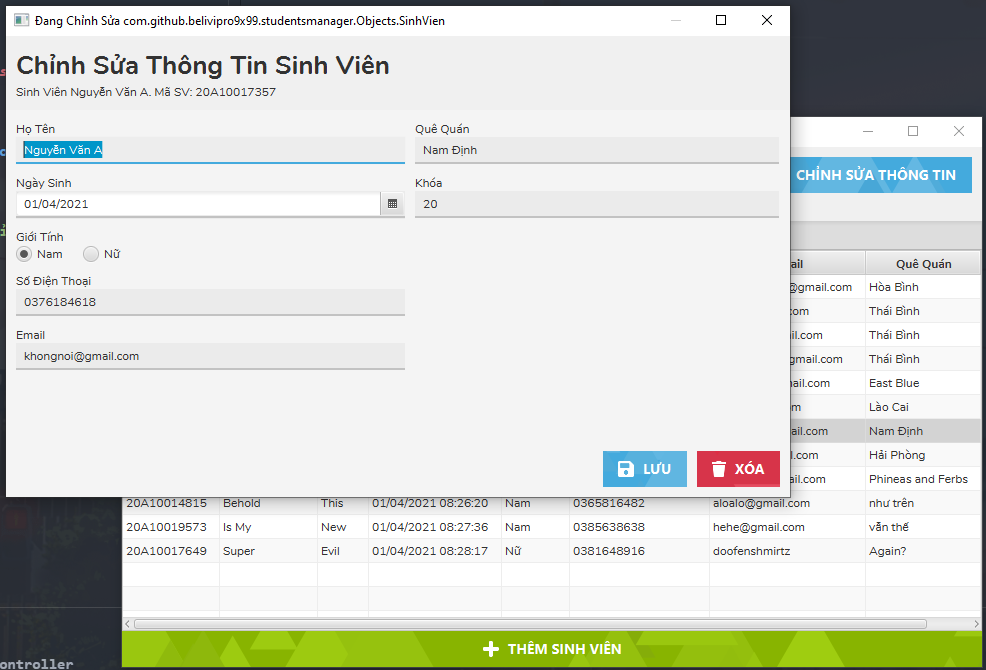 Đang Chỉnh Sửa com.github.belivipro9x99.studentsmanager.Objects.SinhVien
Chỉnh Sửa Thông Tin Sinh Viên
Sinh Viên Nguyễn Văn A. Mã SV: 20A10017357
Họ Tên
Nguyễn Văn A
Quê Quán
Nam Định
Ngày Sinh
01/04/2021
Khóa
20
Giới Tính
Nam Nữ
Số Điện Thoại
0376184618
Email
khongnoi@gmail.com
LƯU XÓA
CHỈNH SỬA THÔNG TIN
ail Quê Quán
@gmail.com Hòa Bình
com Thái Bình
il.com Thái Bình
gmail.com Thái Bình
ail.com East Blue
m Lào Cai
ail.com Nam Định
l.com Hải Phòng
ail.com Phineas and Ferbs
20A10014815 Behold This 01/04/2021 08:26:20 Nam 0365816482 aloalo@gmail.com như trên
20A10019573 Is My New 01/04/2021 08:27:36 Nam 0385638638 hehe@gmail.com vẫn thế
20A10017649 Super Evil 01/04/2021 08:28:17 Nữ 0381648916 doofenshmirtz Again?
THÊM SINH VIÊN
ontroller